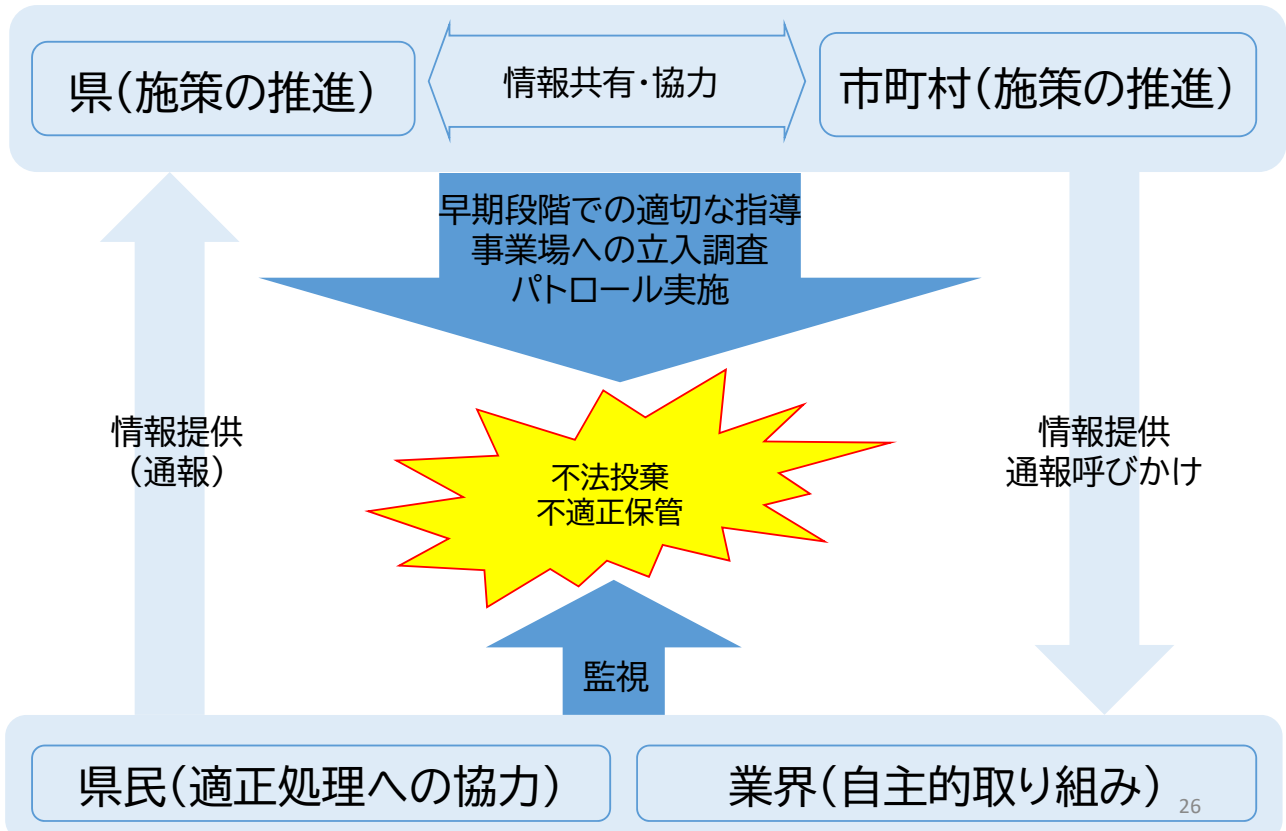 県(施策の推進)
情報共有・協力
市町村(施策の推進)
早期段階での適切な指導
事業場への立入調査
パトロール実施
情報提供
(通報)
不法投棄
不適正保管
情報提供
通報呼びかけ
監視
県民(適正処理への協力)
業界(自主的取り組み)
26